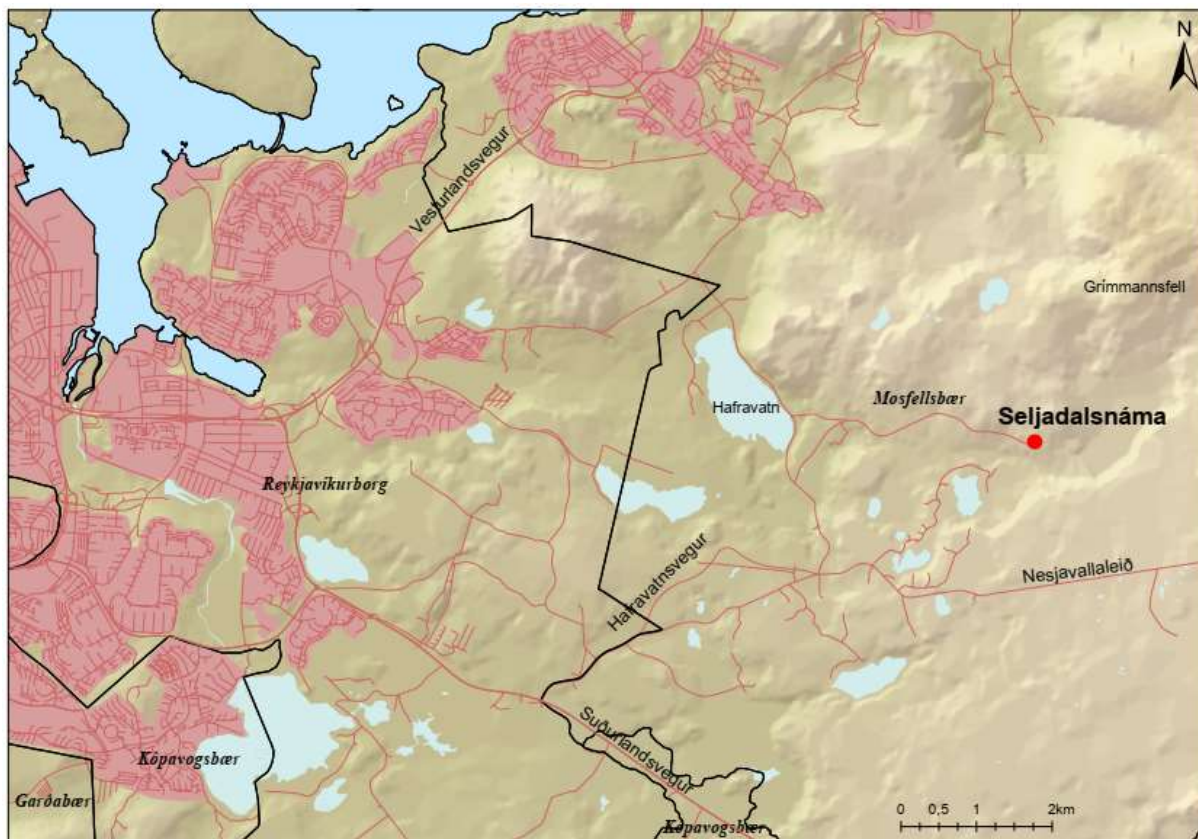 N
Vesturlandsvegur
Grímmannsfell
Hafravatn
Mosfellsbær
Seljadalsnáma
Reykjavíkurborg
Hafravatnsvegur
Nesjavallaleið
Suðurlandsvegur
Kópavogsbær
Garðabær
Kópavogsbær
0 0,5 1 2km